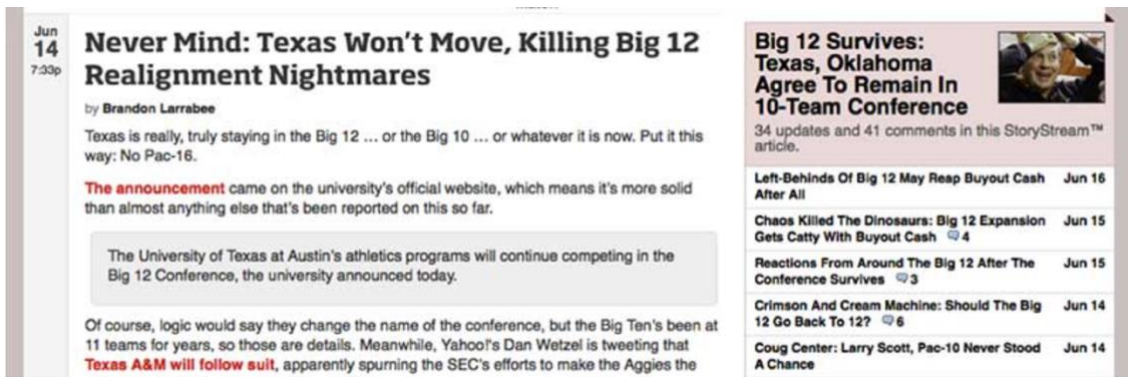 Jun
14
7:33p
Never Mind: Texas Won't Move, Killing Big 12
Realignment Nightmares
by Brandon Larrabee
Texas is really, truly staying in the Big 12 ... or the Big 10 ... or whatever it is now. Put it this
way: No Pac-16.
The announcement came on the university's official website, which means it's more solid
than almost anything else that's been reported on this so far.
The University of Texas at Austin's athletics programs will continue competing in the
Big 12 Conference, the university announced today.
Of course, logic would say they change the name of the conference, but the Big Ten's been at
11 teams for years, so those are details. Meanwhile, Yahoo!'s Dan Wetzel is tweeting that
Texas A&M will follow suit, apparently spurning the SEC's efforts to make the Aggies the
Big 12 Survives:
Texas, Oklahoma
Agree To Remain In
10-Team Conference
34 updates and 41 comments in this StoryStream™
article.
Left-Behinds Of Big 12 May Reap Buyout Cash Jun 16
After All
Chaos Killed The Dinosaurs: Big 12 Expansion Jun 15
Gets Catty With Buyout Cash 4
Reactions From Around The Big 12 After The Jun 15
Conference Survives 3
Crimson And Cream Machine: Should The Big Jun 14
12 Go Back To 12? 6
Coug Center: Larry Scott, Pac-10 Never Stood Jun 14
A Chance